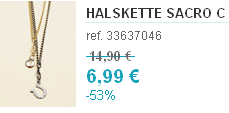 HALSKETTE SACRO C
ref. 33637046
14,90 €
6,99 €
-53%